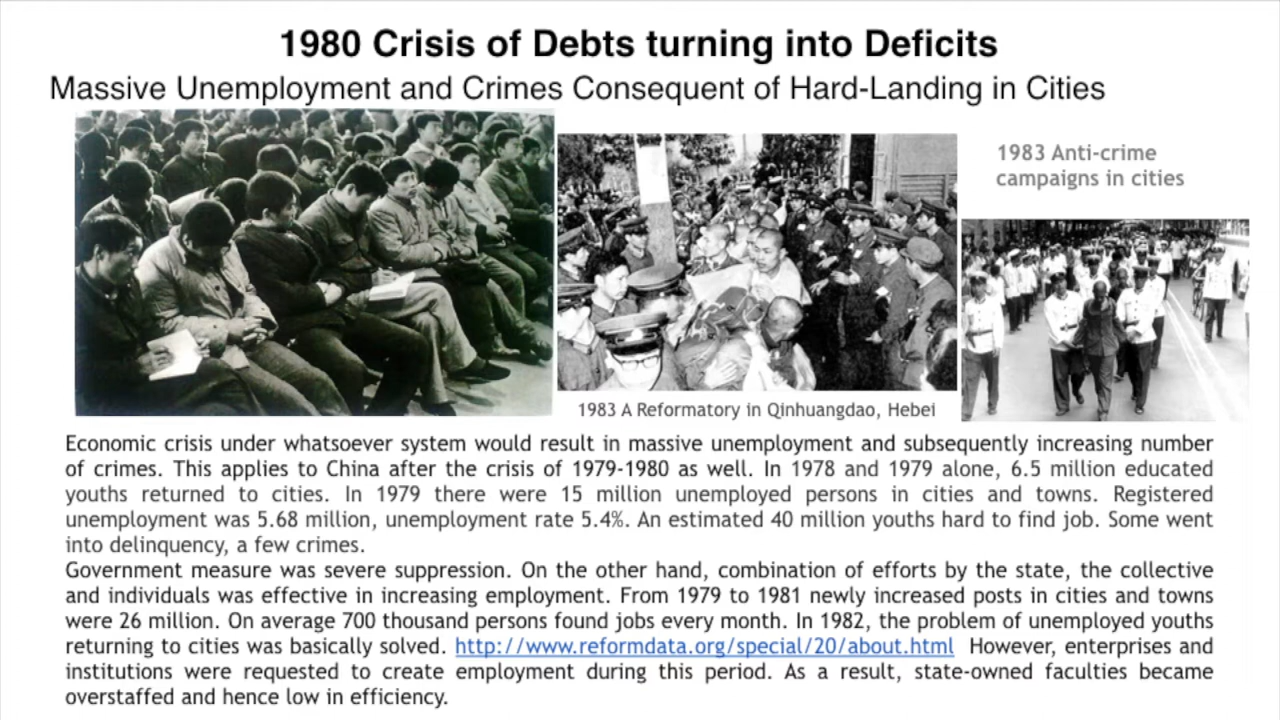 1980 Crisis of Debts turning into Deficits
Massive Unemployment and Crimes Consequent of Hard-Landing in Cities
1983 Anti-crime
campaigns in cities
1983 A Reformatory in Qinhuangdao, Hebei
Economic crisis under whatsoever system would result in massive unemployment and subsequently increasing number
of crimes. This applies to China after the crisis of 1979-1980 as well. In 1978 and 1979 alone, 6.5 million educated
youths returned to cities. In 1979 there were 15 million unemployed persons in cities and towns. Registered
unemployment was 5.68 million, unemployment rate 5.4%. An estimated 40 million youths hard to find job. Some went
into delinquency, a few crimes.
Government measure was severe suppression. On the other hand, combination of efforts by the state, the collective
and individuals was effective in increasing employment. From 1979 to 1981 newly increased posts in cities and towns
were 26 million. On average 700 thousand persons found jobs every month. In 1982, the problem of unemployed youths
returning to cities was basically solved. http://www.reformdata.org/special/20/about.html However, enterprises and
institutions were requested to create employment during this period. As a result, state-owned faculties became
overstaffed and hence low in efficiency.